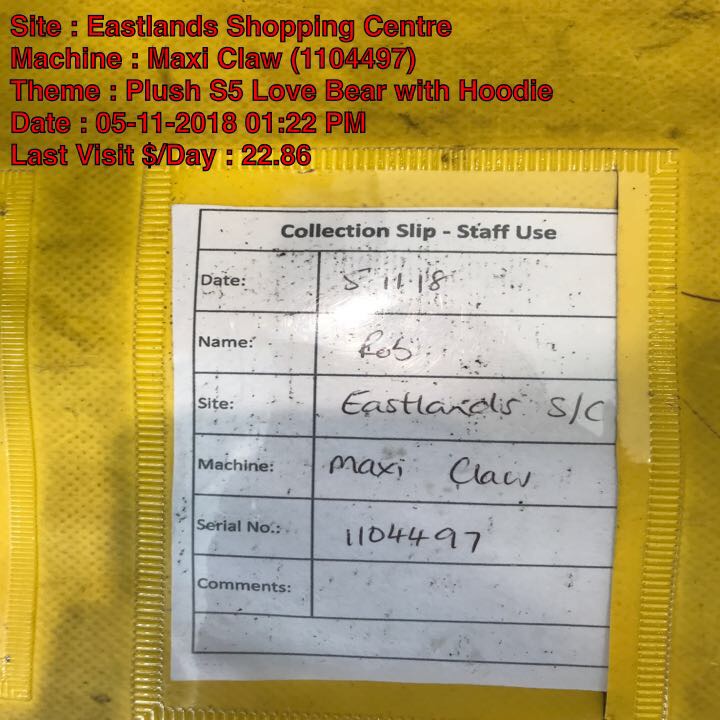 Site : Eastlands Shopping Centre
Machine : Maxi Claw (1104497)
Theme : Plush S5 Love Bear with Hoodie
Date : 05-11-2018 01:22 PM
Last Visit $/Day : 22.86
Collection Slip - Staff Use
Date: 5 11 18
Name: Rob
Site: Eastlands S/C
Machine: Maxi Claw
Serial No.: 1104497
Comments: